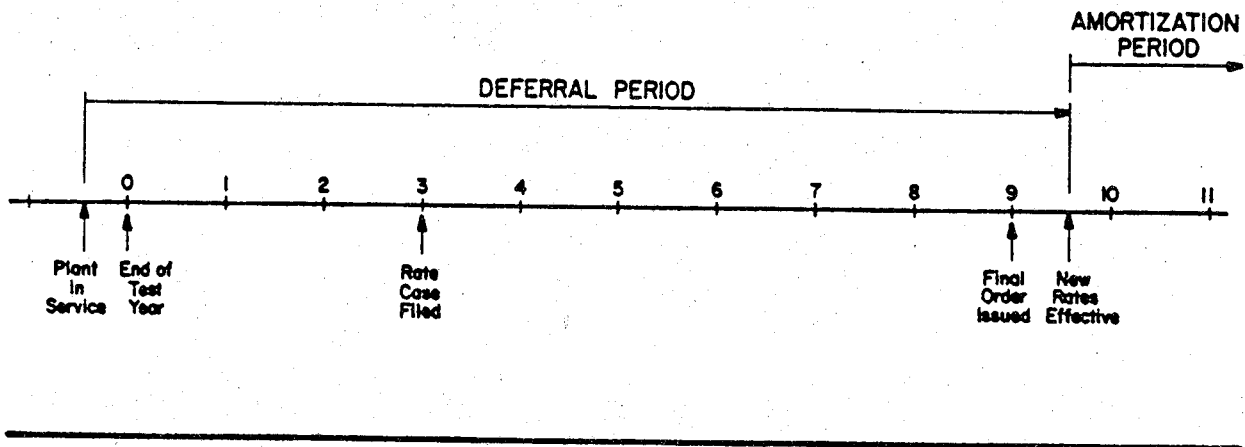 AMORTIZATION
PERIOD
DEFERRAL PERIOD
0 1 2 3 4 5 6 7 8 9 10 11
Plant
in
Service
End of
Test
Year
Rate
Case
Filed
Final
Order
Issued
New
Rates
Effective